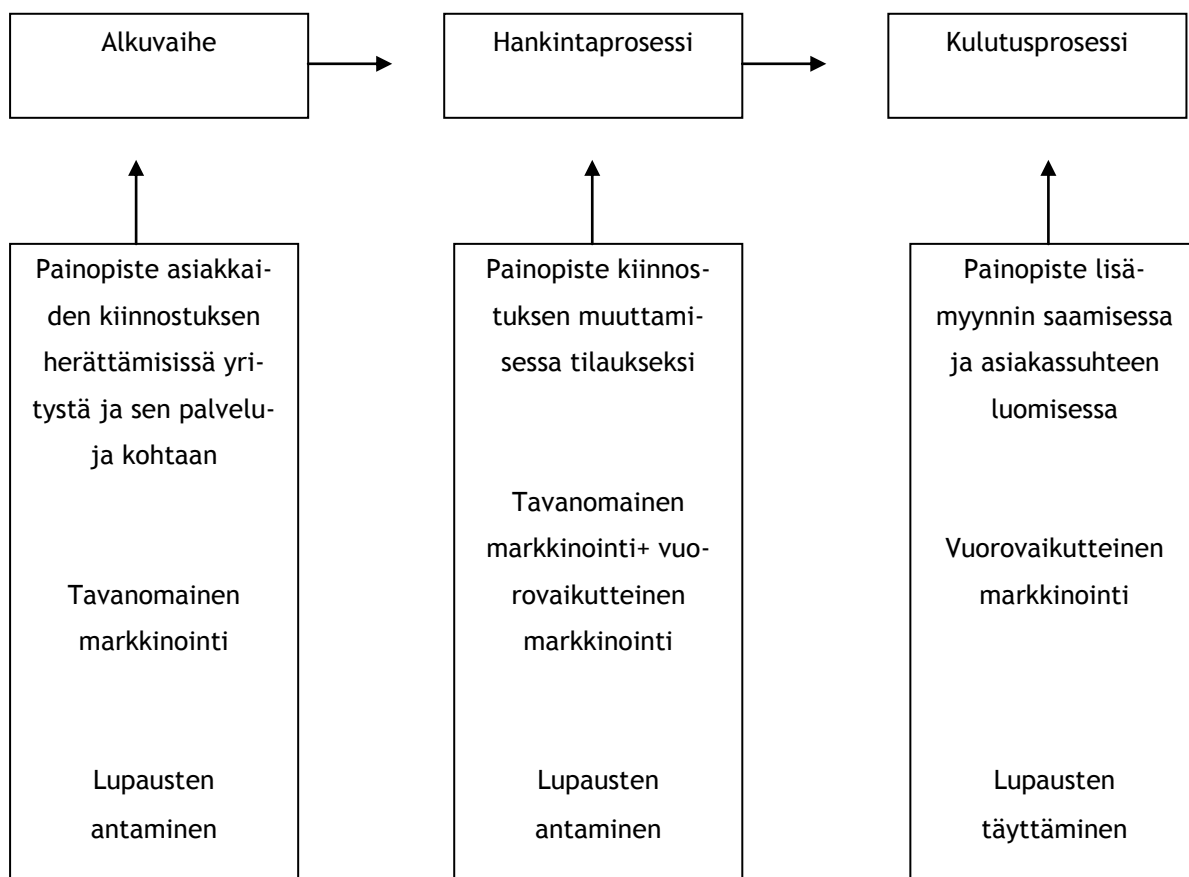 Alkuvaihe
Hankintaprosessi
Kulutusprosessi
Painopiste asiakkai-
den kiinnostuksen
herättämisissä yri-
tystä ja sen palvelu-
ja kohtaan
Tavanomainen
markkinointi
Lupausten
antaminen
Painopiste kiinnos-
tuksen muuttami-
sessa tilaukseksi
Tavanomainen
markkinointi+ vuo-
rovaikutteinen
markkinointi
Lupausten
antaminen
Painopiste lisä-
myynnin saamisessa
ja asiakassuhteen
luomisessa
Vuorovaikutteinen
markkinointi
Lupausten
täyttäminen